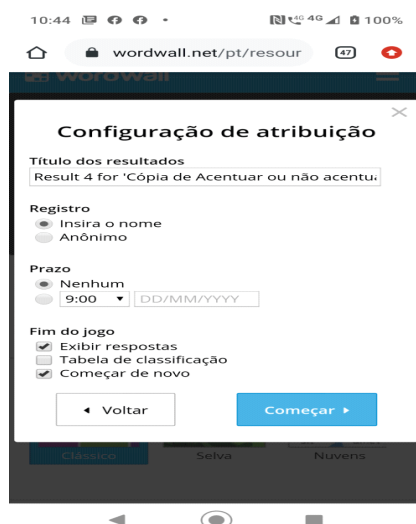 10:44
4G 4G 100%
wordwall.net/pt/resour
47
Wordwall
Configuração de atribuição
Título dos resultados
Result 4 for 'Cópia de Acentuar ou não acentu
Registro
Insira o nome
Anônimo
Prazo
Nenhum
9:00 DD/MM/YYYY
Fim do jogo
Exibir respostas
Tabela de classificação
Começar de novo
Voltar Começar
Clássico Selva Nuvens